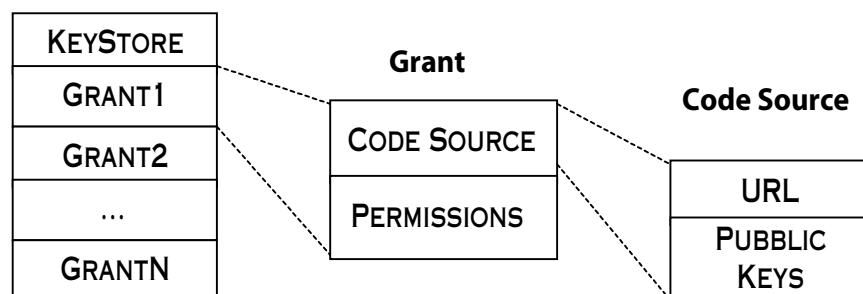 KEYSTORE
GRANT1
GRANT2
...
GRANTN
Grant
CODE SOURCE
PERMISSIONS
Code Source
URL
PUBBLIC
KEYS